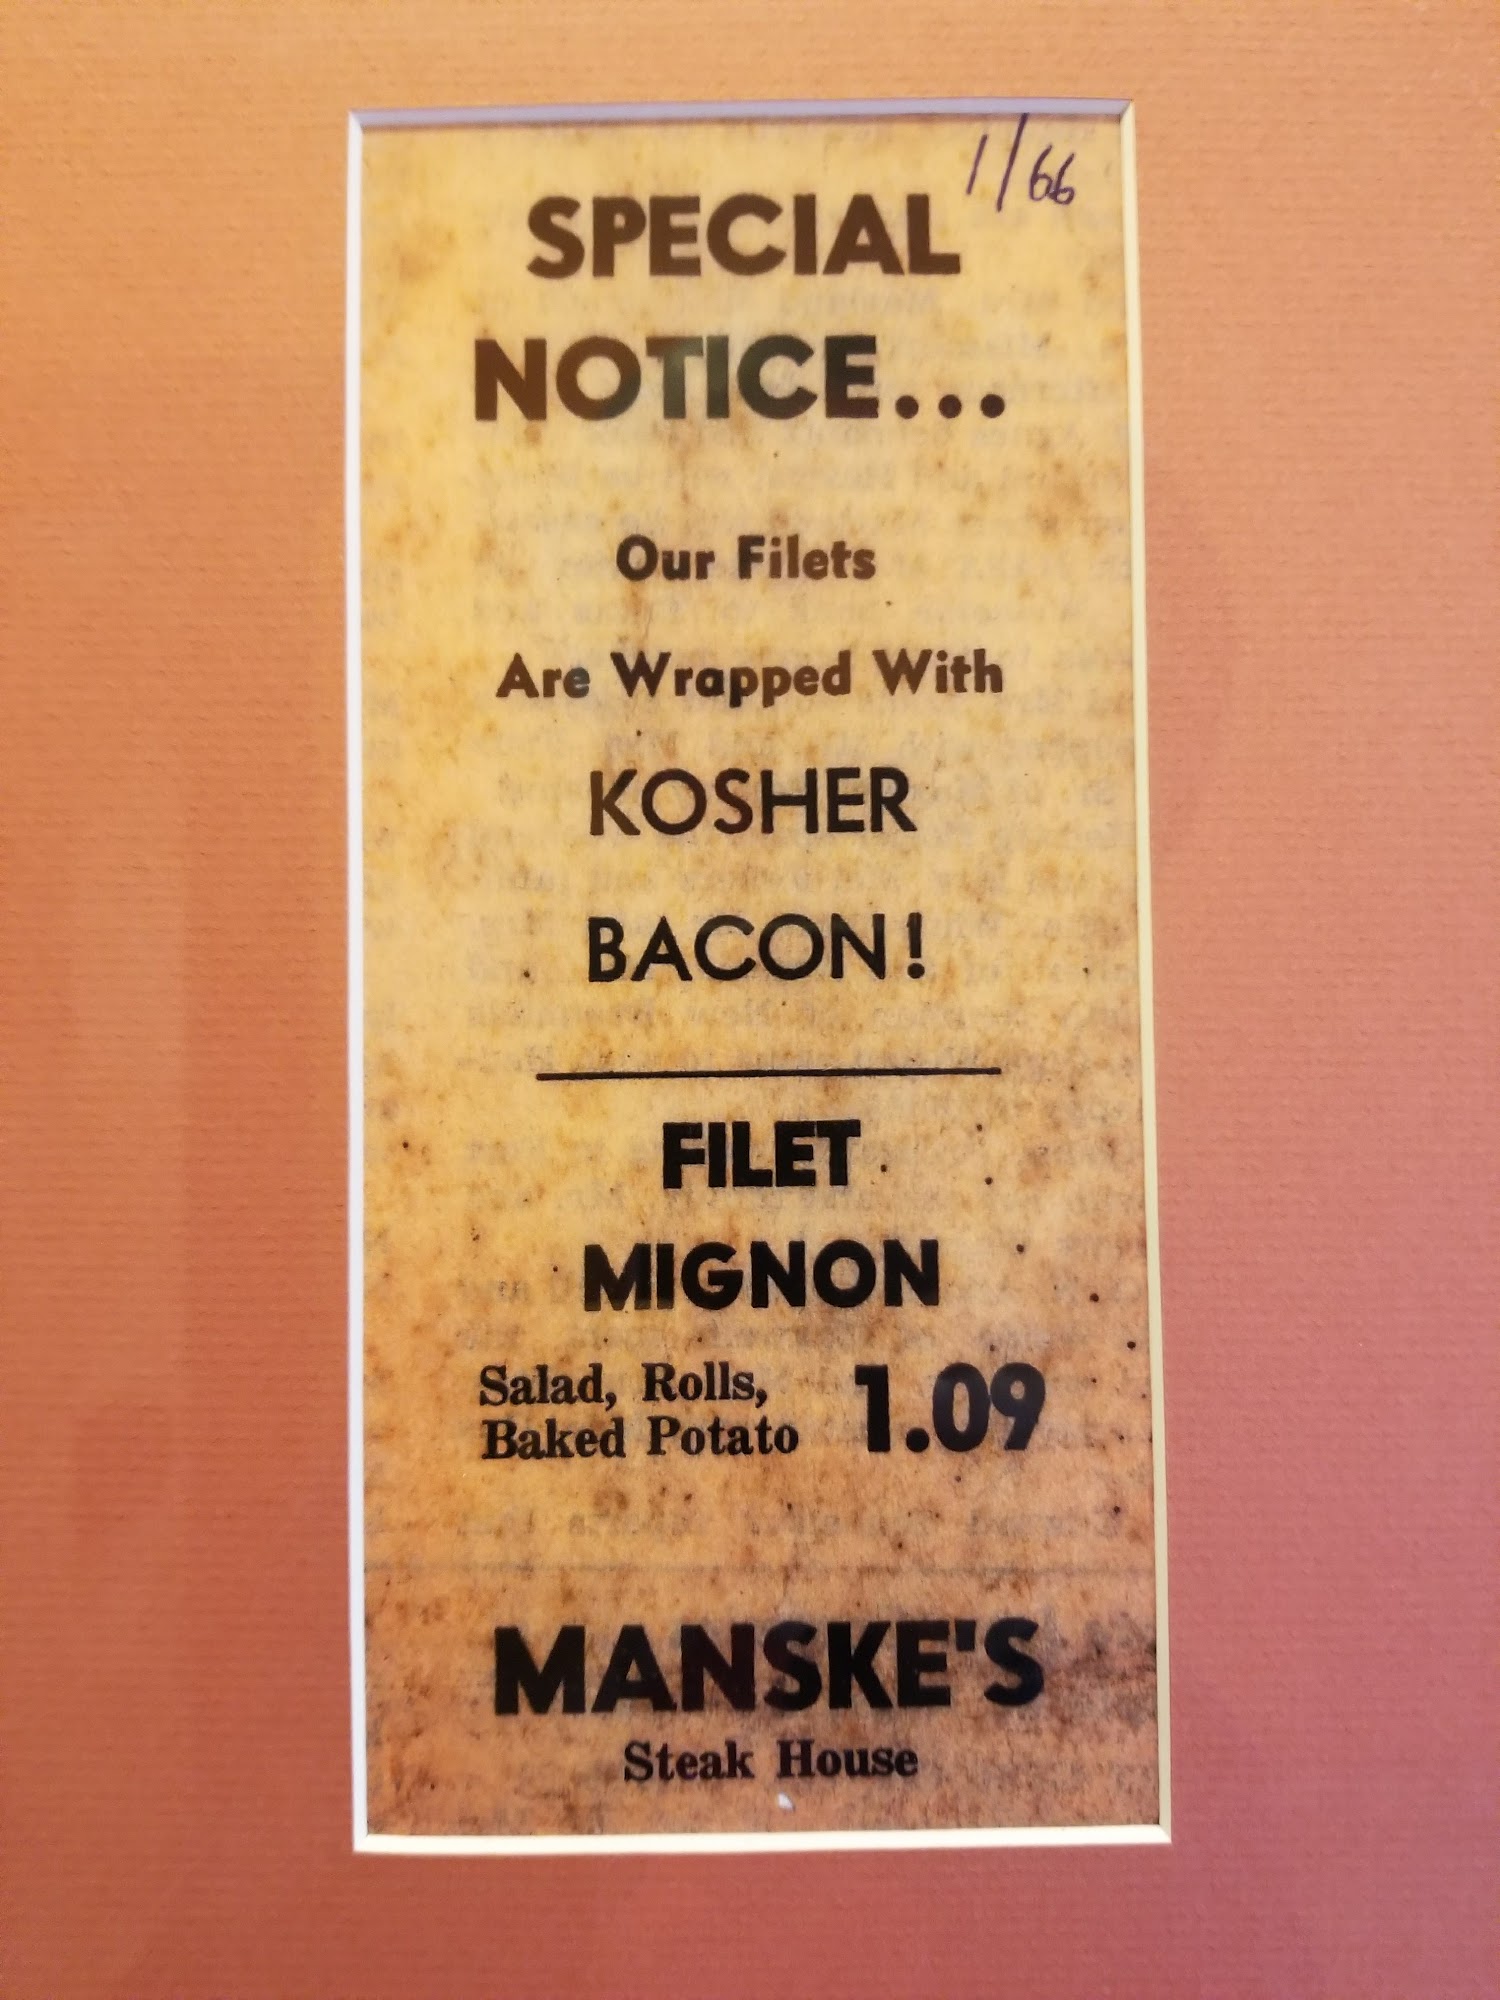 1/66
SPECIAL
NOTICE...
Our Filets
Are Wrapped With
KOSHER
BACON!
FILET
MIGNON
Salad, Rolls,
Baked Potato 1.09
MANSKE'S
Steak House